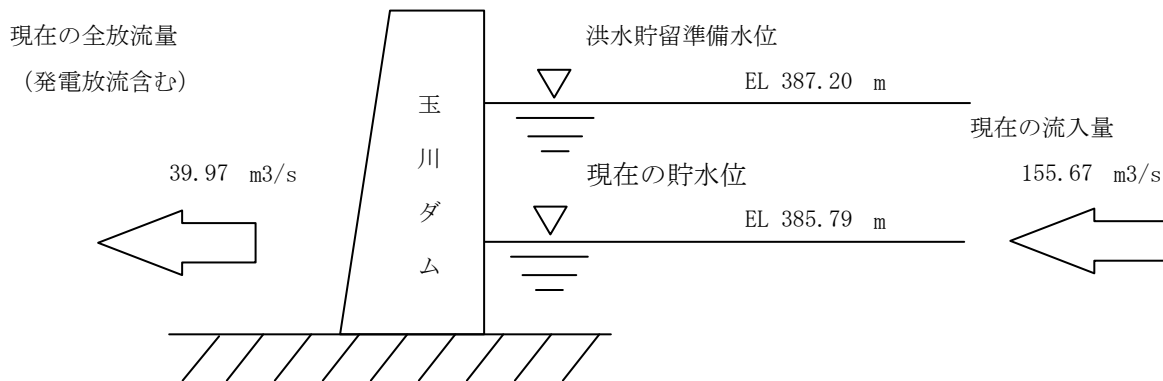 現在の全放流量
（発電放流含む）
39.97 m3/s
玉川ダム
洪水貯留準備水位
EL 387.20 m
現在の貯水位
EL 385.79 m
現在の流入量
155.67 m3/s